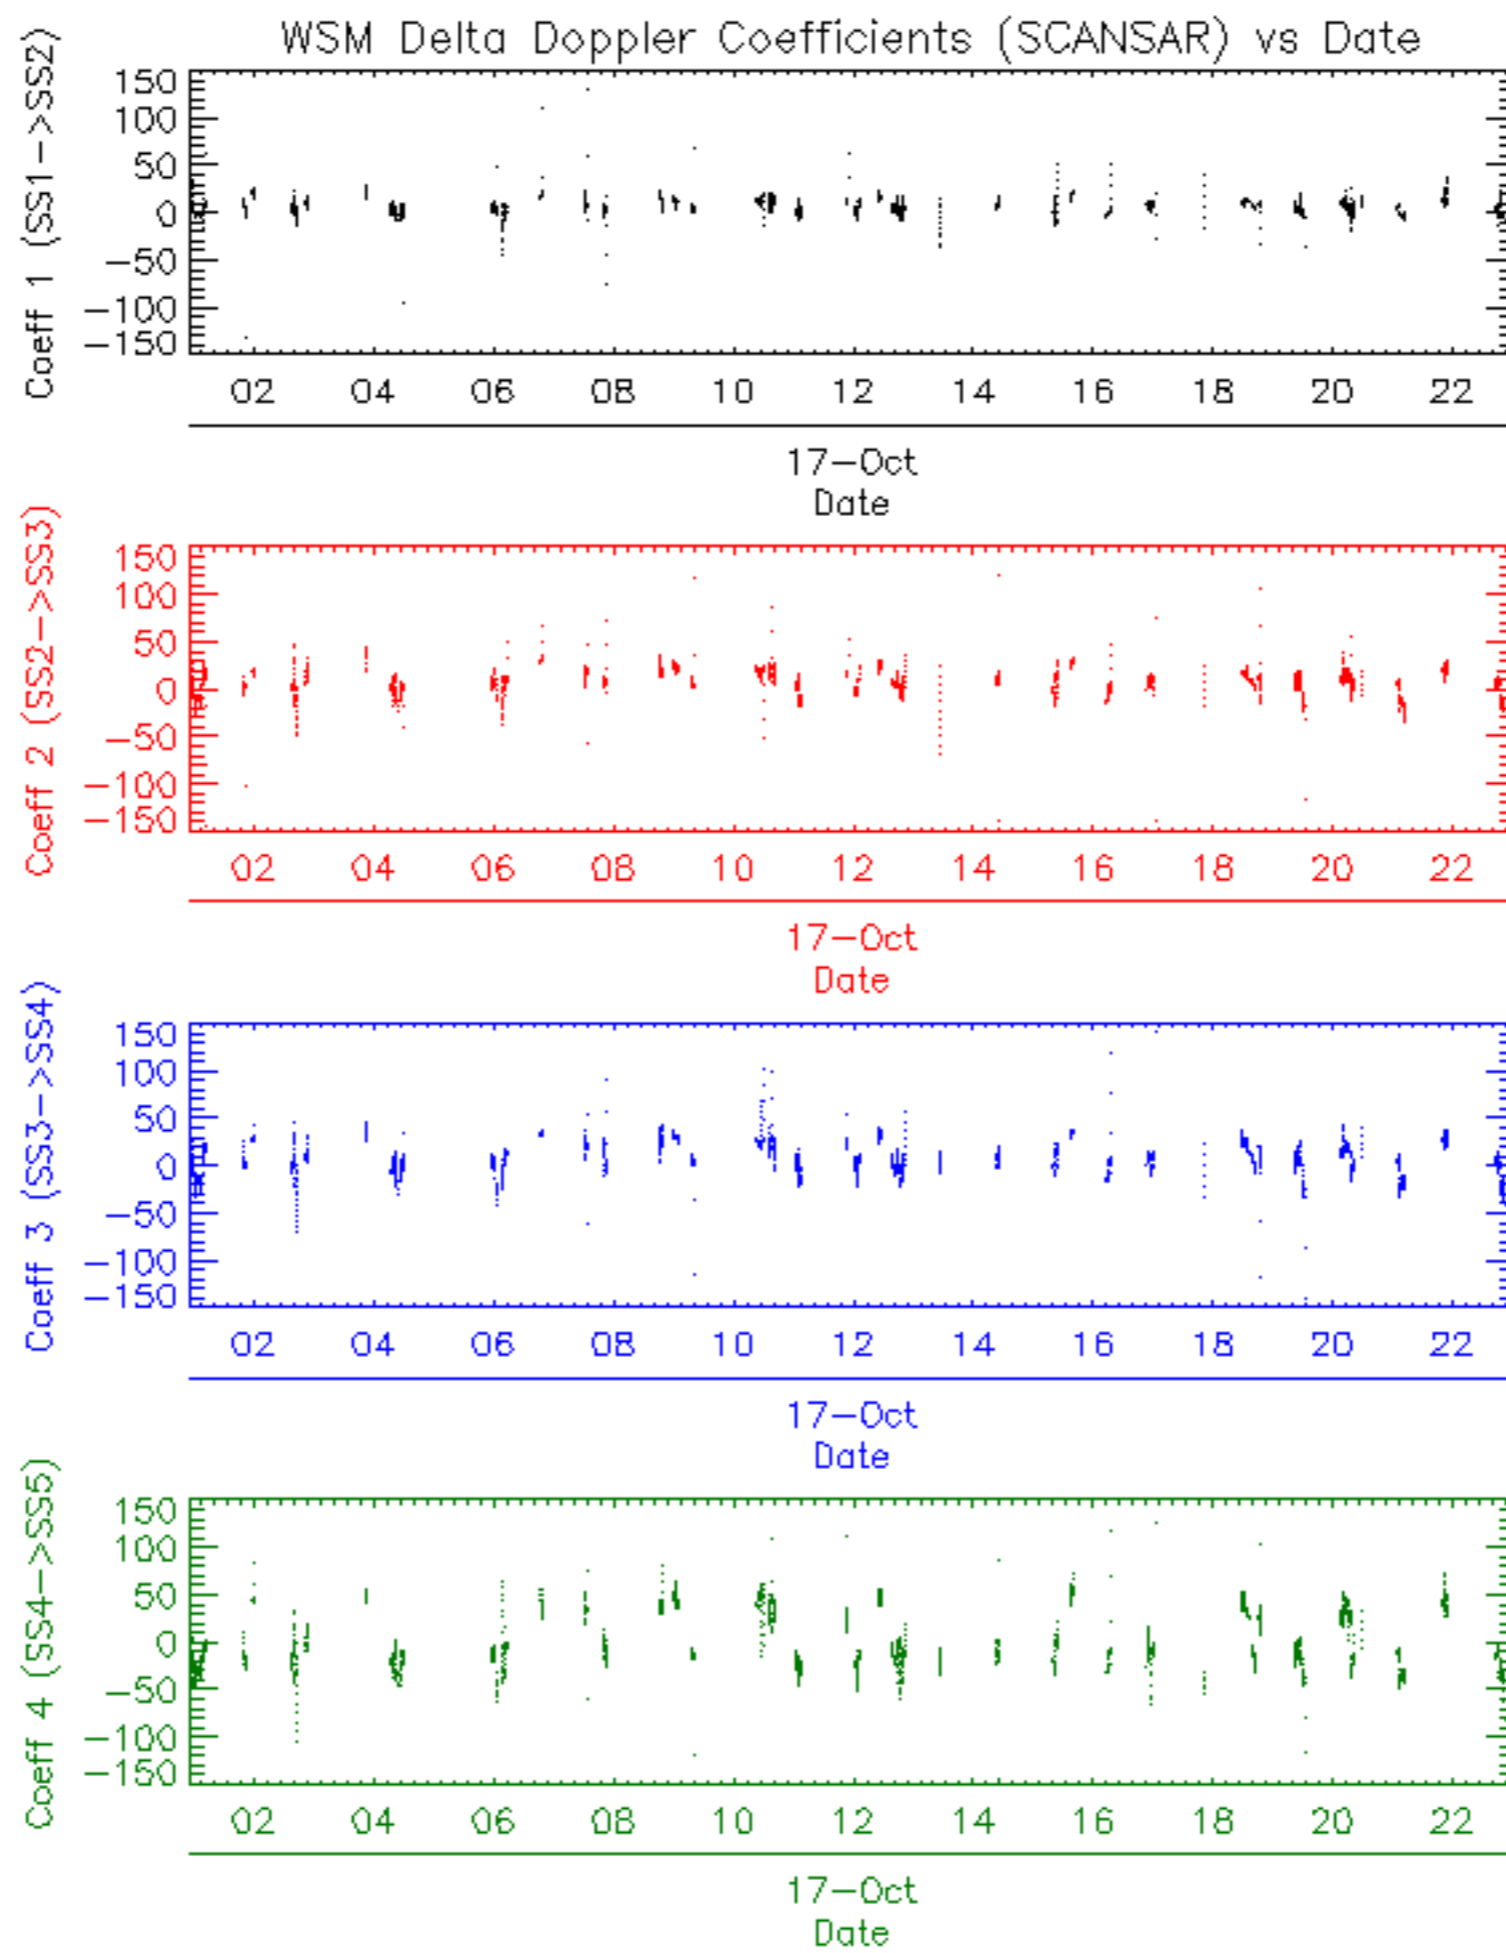 WSM Delta Doppler Coefficients (SCANSAR) vs Date
Coeff 1 (SS1->SS2)
150
100
50
0
-50
-100
-150
02 04 06 08 10 12 14 16 18 20 22
17-Oct
Date
Coeff 2 (SS2->SS3)
150
100
50
0
-50
-100
-150
02 04 06 08 10 12 14 16 18 20 22
17-Oct
Date
Coeff 3 (SS3->SS4)
150
100
50
0
-50
-100
-150
02 04 06 08 10 12 14 16 18 20 22
17-Oct
Date
Coeff 4 (SS4->SS5)
150
100
50
0
-50
-100
-150
02 04 06 08 10 12 14 16 18 20 22
17-Oct
Date